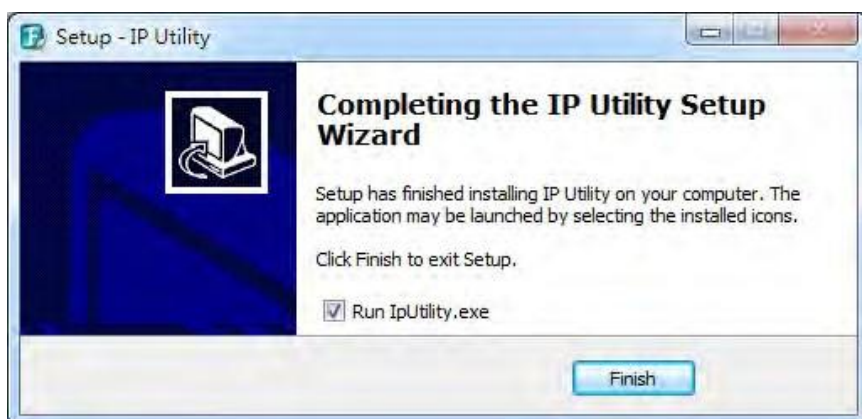 Setup - IP Utility
Completing the IP Utility Setup
Wizard
Setup has finished installing IP Utility on your computer. The
application may be launched by selecting the installed icons.
Click Finish to exit Setup.
Run IpUtility.exe
Finish